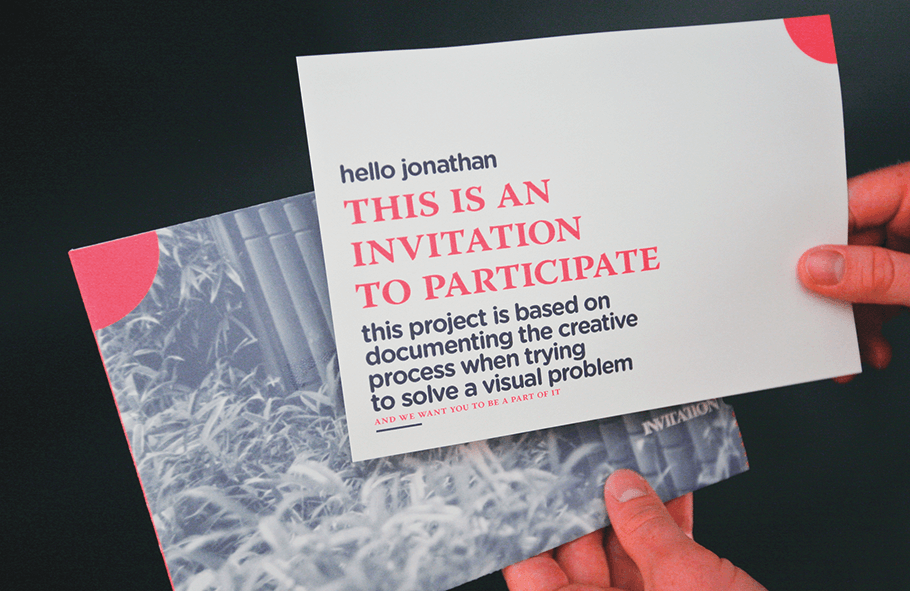 hello jonathan
THIS IS AN
INVITATION
TO PARTICIPATE
this project is based on
documenting the creative
process when trying
to solve a visual problem
AND WE WANT YOU TO BE A PART OF IT
INVITATION